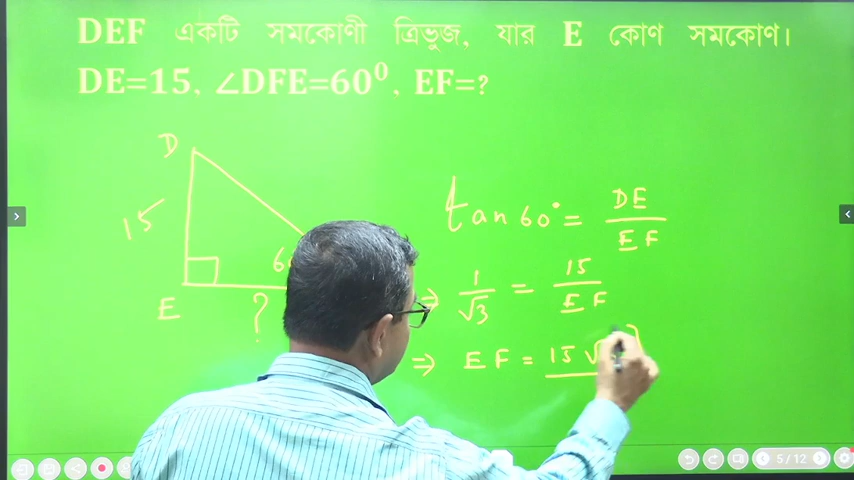 DEF একটি সমকোণী ত্রিভুজ, যার E কোণ সমকোণ।
DE=15, ∠DFE=60⁰, EF=?
D
15
E
?
tan 60° = DE/EF
⇒ 1/√3 = 15/EF
⇒ EF = 15√
5/12